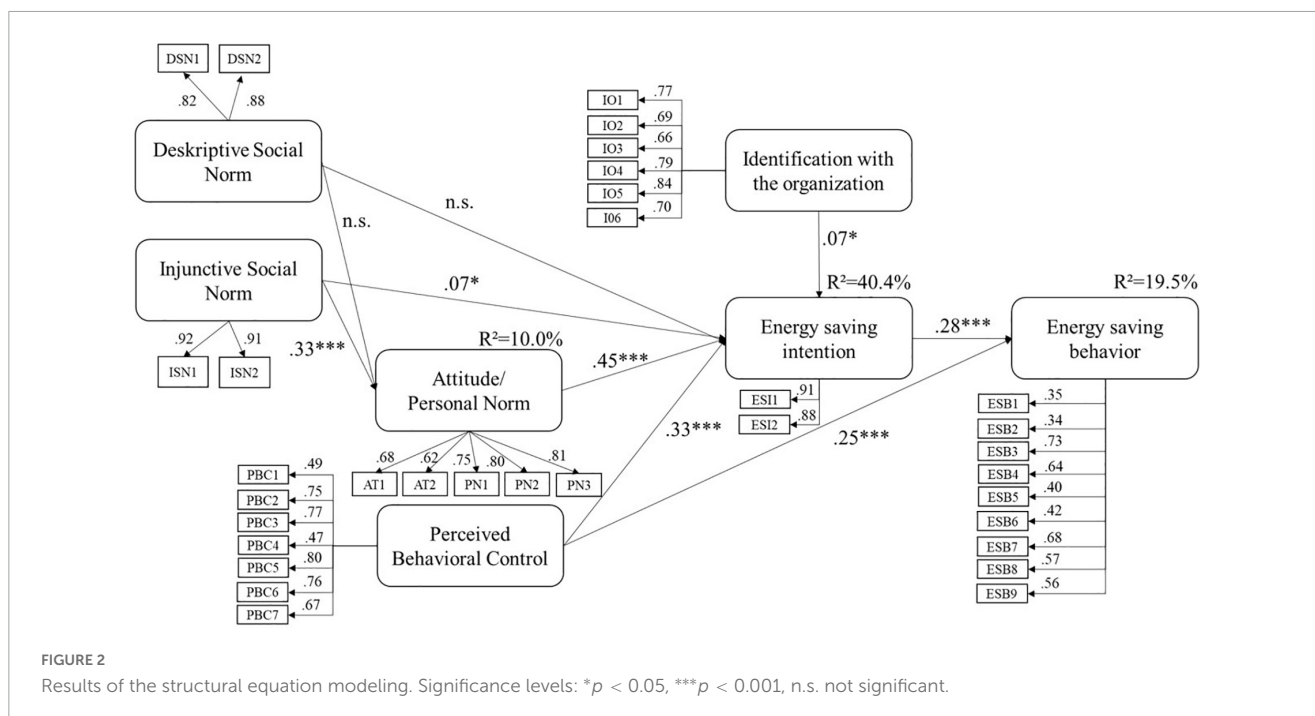 DSN1
DSN2
.82
.88
Deskriptive Social
Norm
n.s.
n.s.
Injunctive Social
Norm
.92
.91
ISN1
ISN2
.33***
.07*
IO1
IO2
IO3
IO4
IO5
I06
.77
.69
.66
.79
.84
.70
Identification with
the organization
.07*
R²=40.4%
Energy saving
intention
.28***
R²=19.5%
Energy saving
behavior
R²=10.0%
Attitude/
Personal Norm
.45***
.68
.62
.75
.80
.81
AT1
AT2
PN1
PN2
PN3
ESI1
ESI2
.91
.88
.33***
.25***
PBC1
PBC2
PBC3
PBC4
PBC5
PBC6
PBC7
.49
.75
.77
.47
.80
.76
.67
Perceived
Behavioral Control
ESB1
ESB2
ESB3
ESB4
ESB5
ESB6
ESB7
ESB8
ESB9
.35
.34
.73
.64
.40
.42
.68
.57
.56
FIGURE 2
Results of the structural equation modeling. Significance levels: *p < 0.05, ***p < 0.001, n.s. not significant.